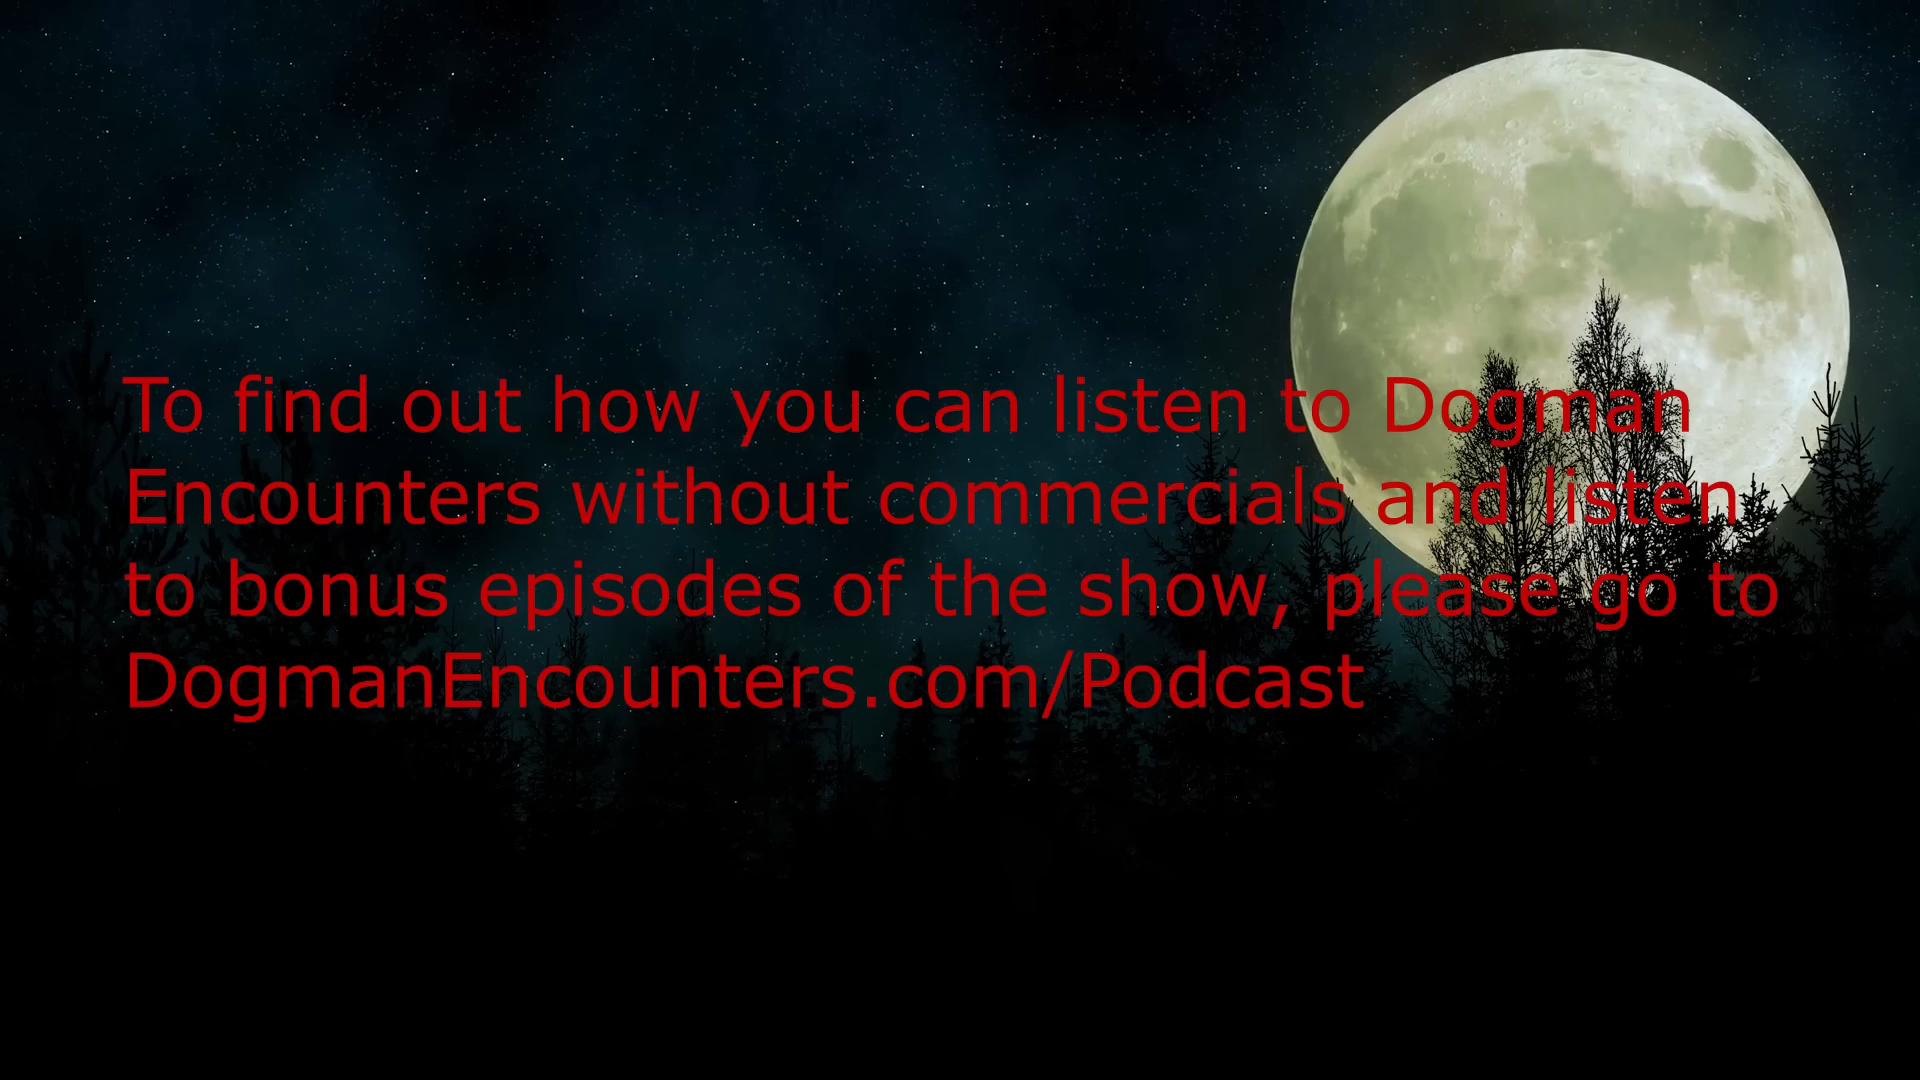 To find out how you can listen to Dogman
Encounters without commercials and listen
to bonus episodes of the show, please go to
DogmanEncounters.com/Podcast